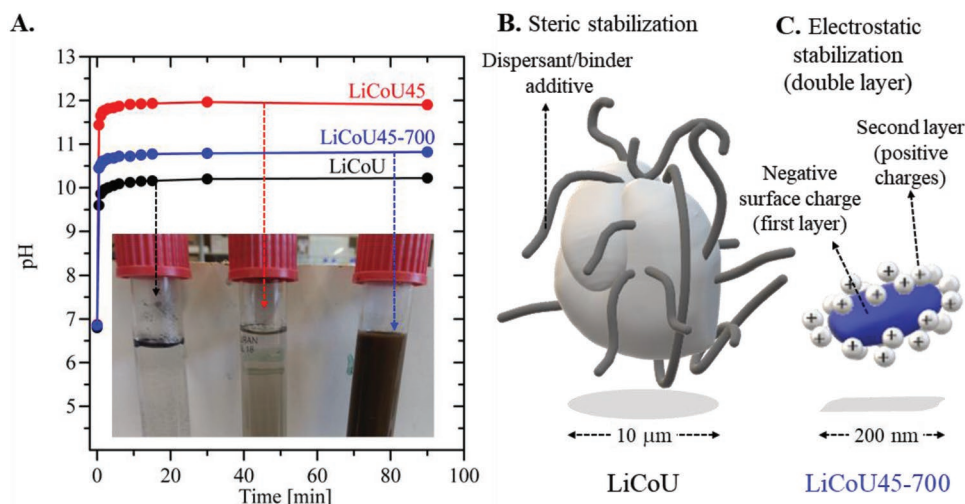 A.
13
12
11
10
9
8
7
6
5
pH
0
20
40
60
80
100
Time [min]
LiCoU45
LiCoU45-700
LiCoU
B. Steric stabilization
Dispersant/binder
additive
10 μm
LiCoU
C. Electrostatic
stabilization
(double layer)
Second layer
(positive
charges)
Negative
surface charge
(first layer)
+
+
+
+
+
+
+
+
+
+
200 nm
LiCoU45-700